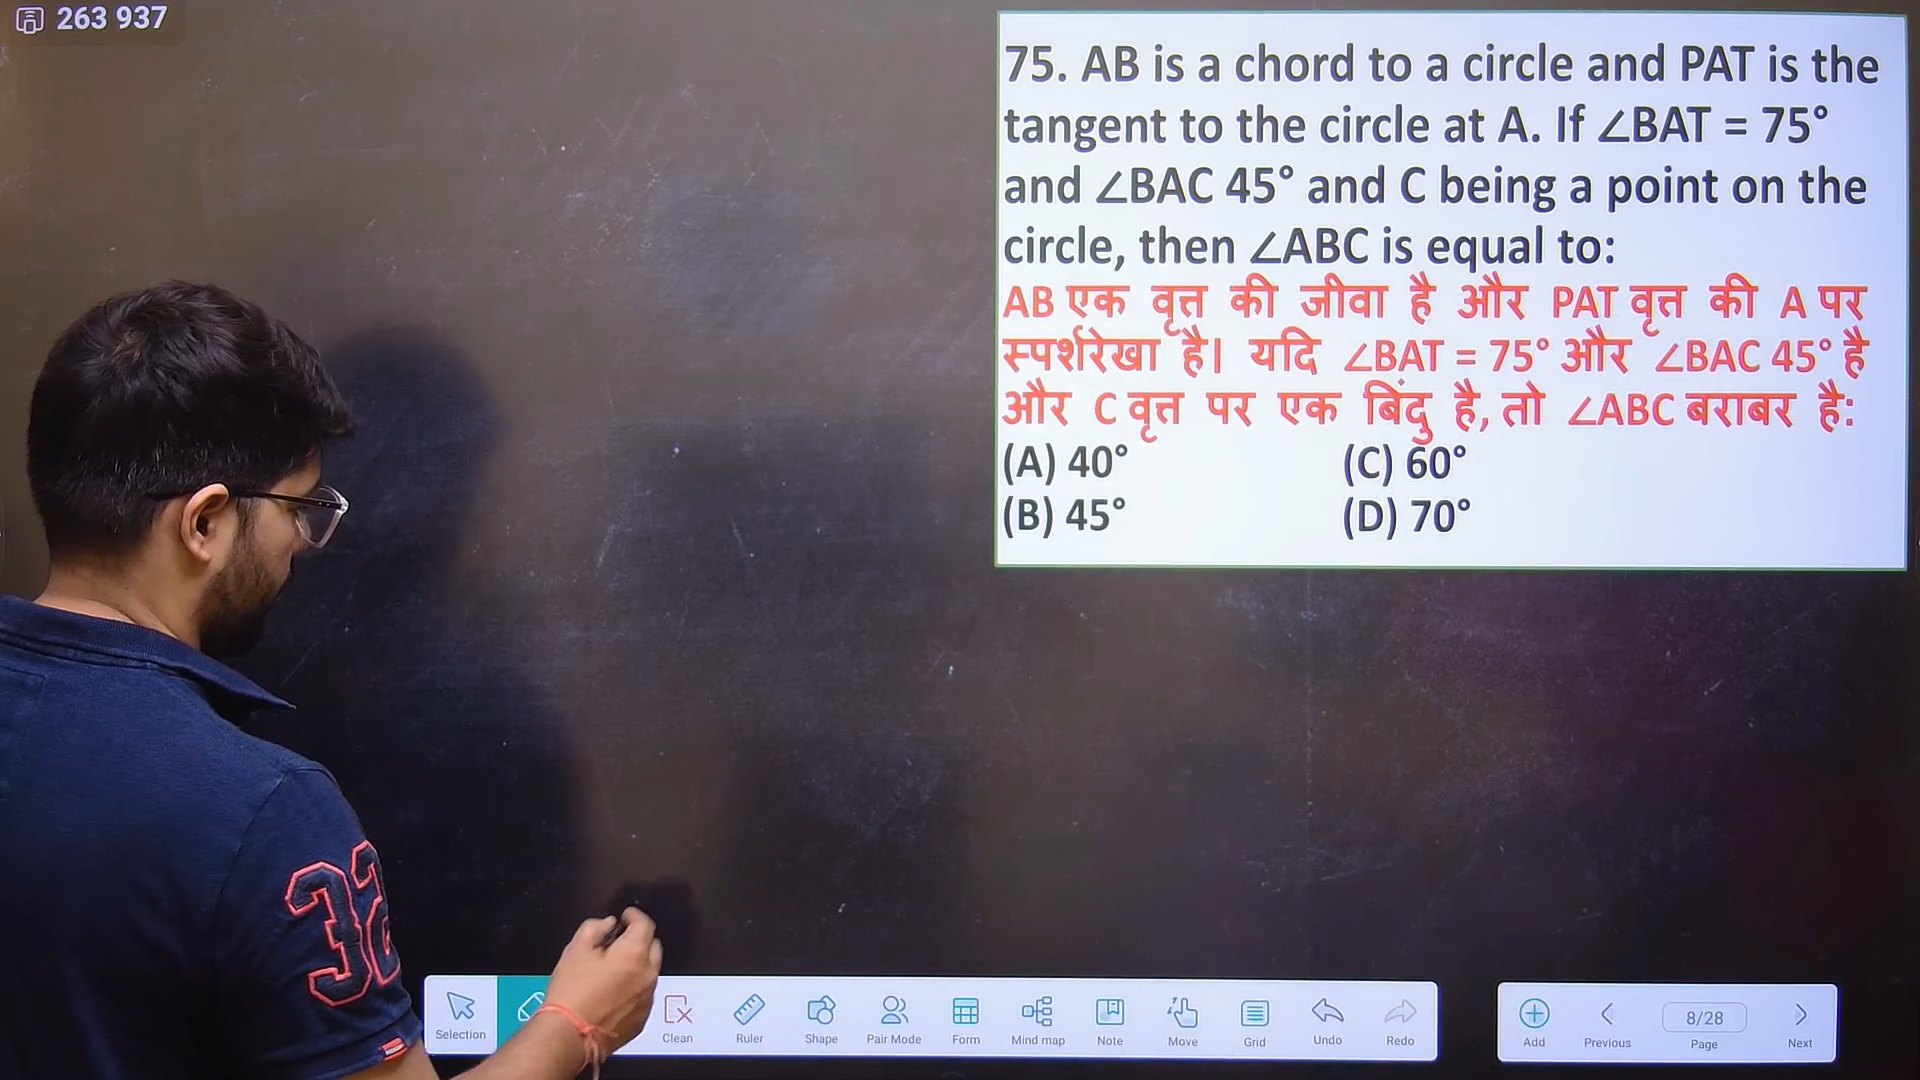 263 937
75. AB is a chord to a circle and PAT is the
tangent to the circle at A. If ∠BAT = 75°
and ∠BAC 45° and C being a point on the
circle, then ∠ABC is equal to:
AB एक वृत्त की जीवा है और PAT वृत्त की A पर
स्पर्शरेखा है। यदि ∠BAT = 75° और ∠BAC 45° है
और C वृत्त पर एक बिंदु है, तो ∠ABC बराबर है:
(A) 40° (C) 60°
(B) 45° (D) 70°
32
Selection Clean Ruler Shape Pair Mode Form Mind map Note Move Grid Undo Redo
Add Previous 8/28 Page Next